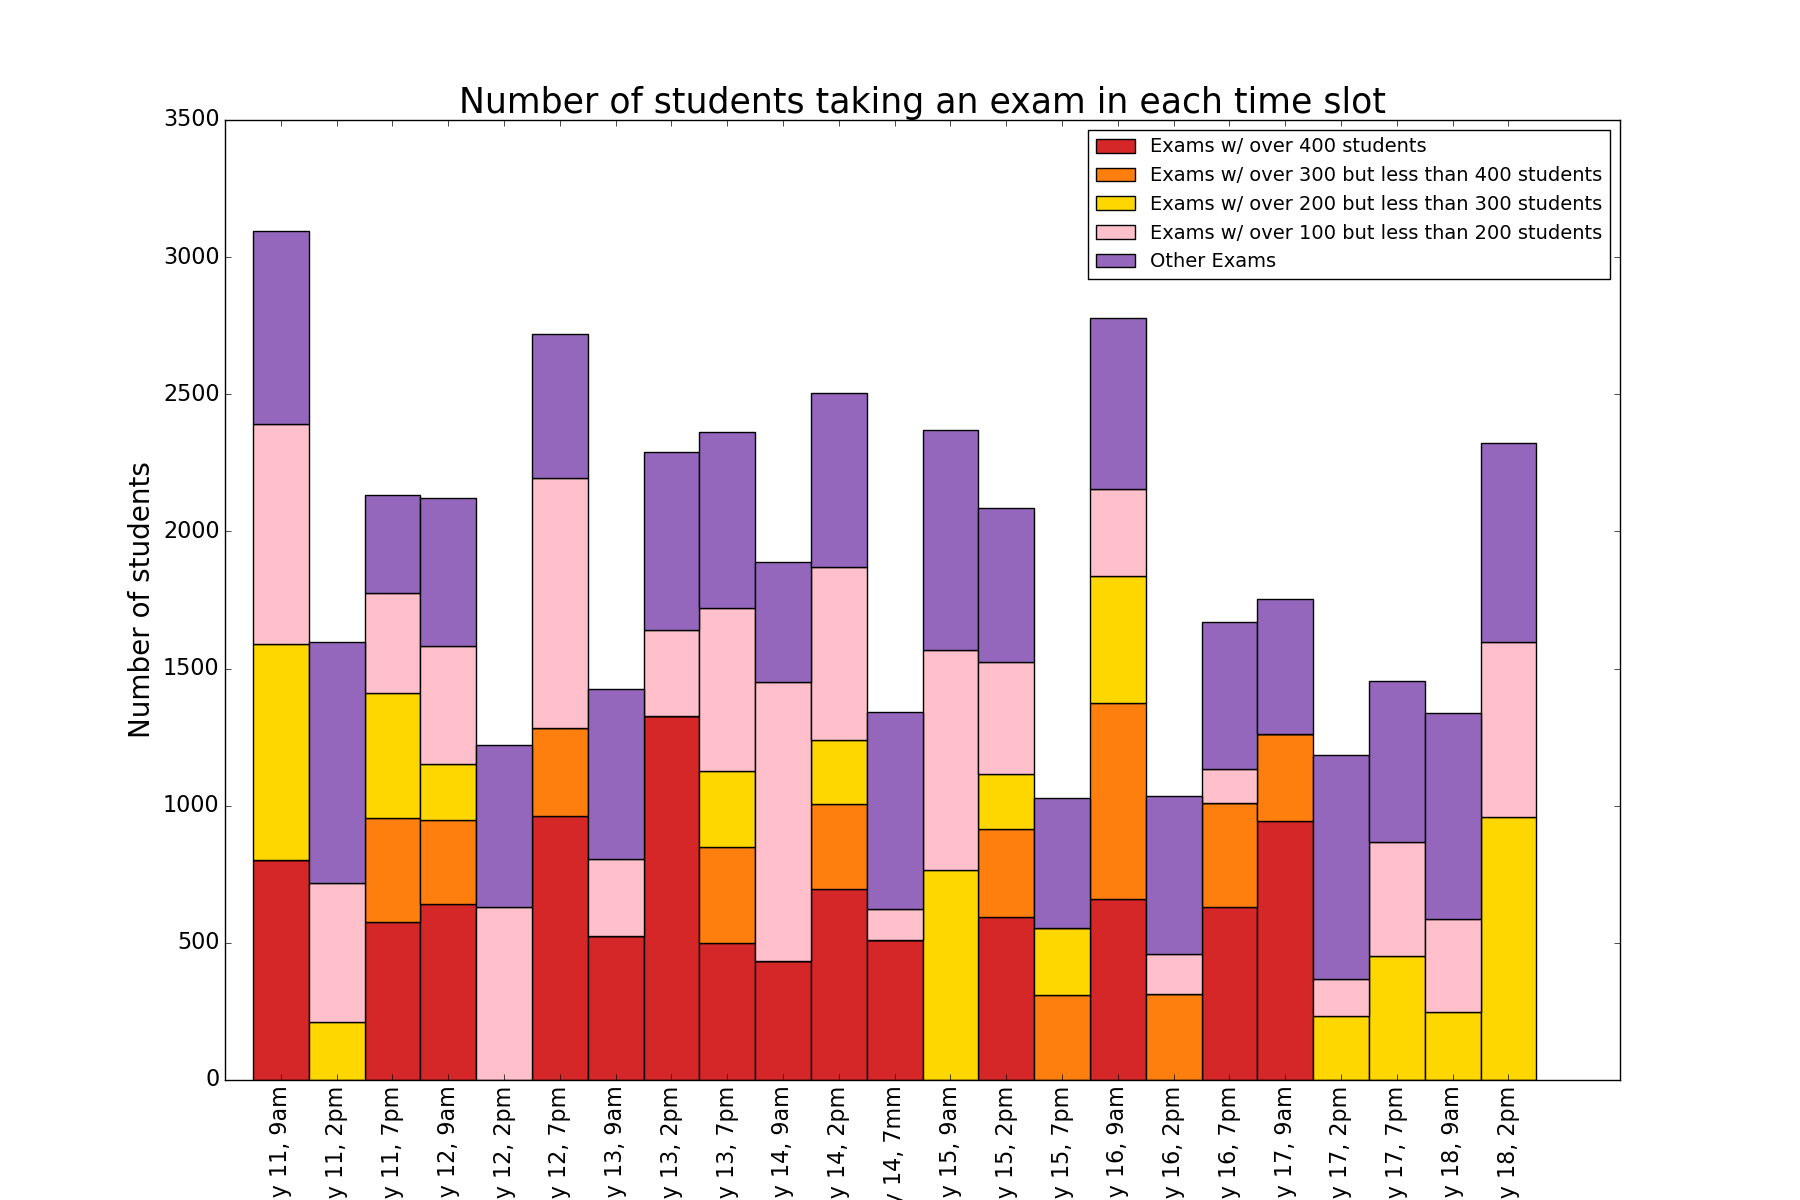 Number of students taking an exam in each time slot
Exams w/ over 400 students
Exams w/ over 300 but less than 400 students
Exams w/ over 200 but less than 300 students
Exams w/ over 100 but less than 200 students
Other Exams
Number of students
3500
3000
2500
2000
1500
1000
500
0
y 11, 9am
y 11, 2pm
y 11, 7pm
y 12, 9am
y 12, 2pm
y 12, 7pm
y 13, 9am
y 13, 2pm
y 13, 7pm
y 14, 9am
y 14, 2pm
y 14, 7mm
y 15, 9am
y 15, 2pm
y 15, 7pm
y 16, 9am
y 16, 2pm
y 16, 7pm
y 17, 9am
y 17, 2pm
y 17, 7pm
y 18, 9am
y 18, 2pm